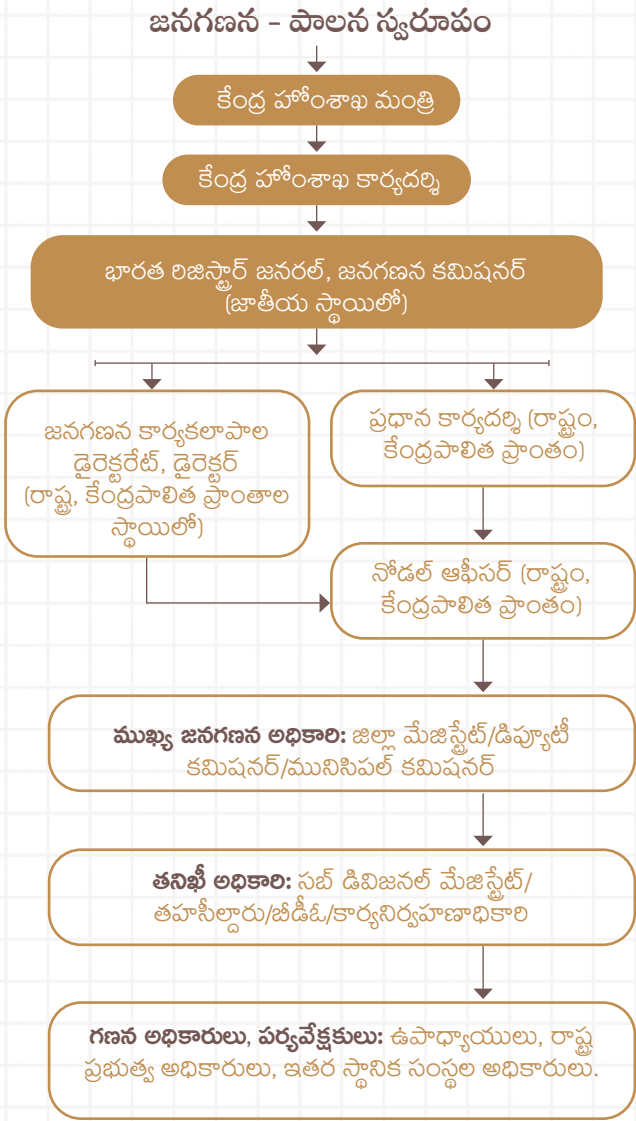 జనగణన - పాలన స్వరూపం
కేంద్ర హోంశాఖ మంత్రి
కేంద్ర హోంశాఖ కార్యదర్శి
భారత రిజిస్ట్రార్ జనరల్, జనగణన కమిషనర్
(జాతీయ స్థాయిలో)
జనగణన కార్యకలాపాల
డైరెక్టరేట్, డైరెక్టర్
(రాష్ట్ర, కేంద్రపాలిత ప్రాంతాల
స్థాయిలో)
ప్రధాన కార్యదర్శి (రాష్ట్రం,
కేంద్రపాలిత ప్రాంతం)
నోడల్ ఆఫీసర్ (రాష్ట్రం,
కేంద్రపాలిత ప్రాంతం)
ముఖ్య జనగణన అధికారి: జిల్లా మేజిస్ట్రేట్/డిప్యూటీ
కమిషనర్/మునిసిపల్ కమిషనర్
తనిఖీ అధికారి: సబ్ డివిజనల్ మేజిస్ట్రేట్/
తహసీల్దారు/బీడీఓ/కార్యనిర్వహణాధికారి
గణన అధికారులు, పర్యవేక్షకులు: ఉపాధ్యాయులు, రాష్ట్ర
ప్రభుత్వ అధికారులు, ఇతర స్థానిక సంస్థల అధికారులు.